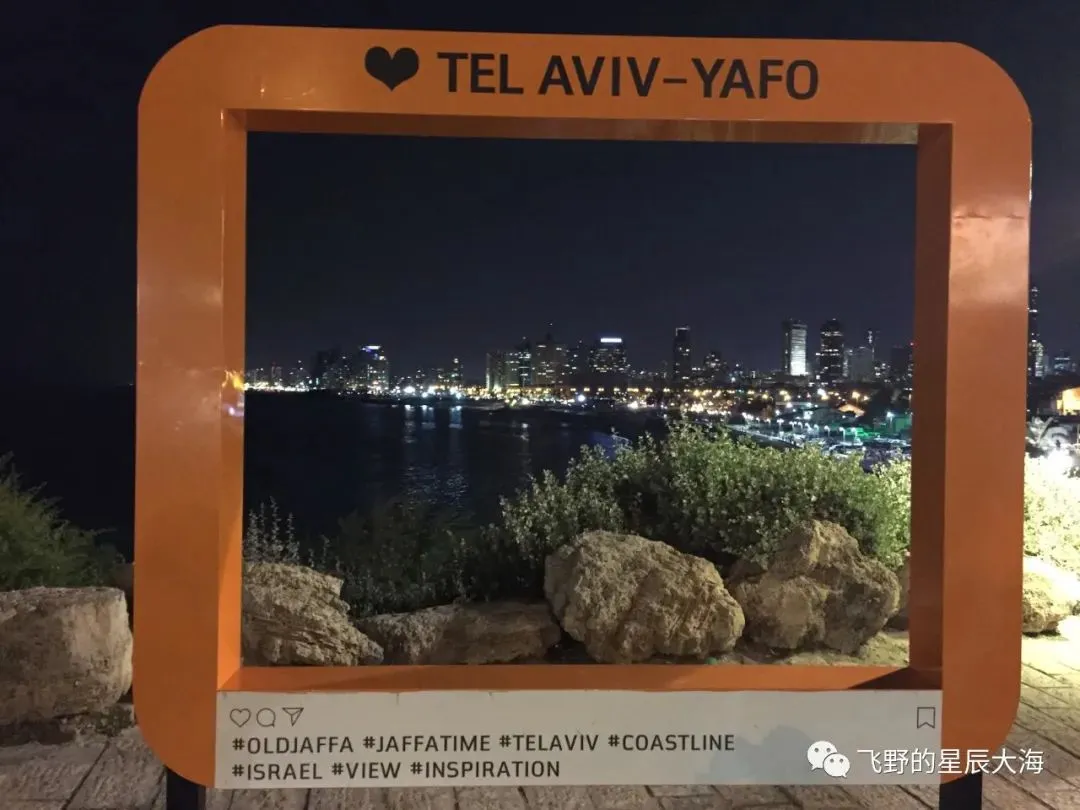 TEL AVIV-YAFO
#OLDJAFFA #JAFFATIME #TELAVIV #COASTLINE
#ISRAEL #VIEW #INSPIRATION
飞野的星辰大海